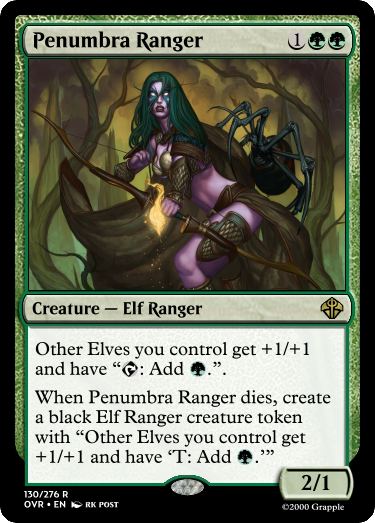 Penumbra Ranger 1
Creature — Elf Ranger
Other Elves you control get +1/+1
and have “: Add .”.
When Penumbra Ranger dies, create
a black Elf Ranger creature token
with “Other Elves you control get
+1/+1 and have ‘T: Add .’”
2/1
130/276 R
OVR • EN RK POST
©2000 Grapple